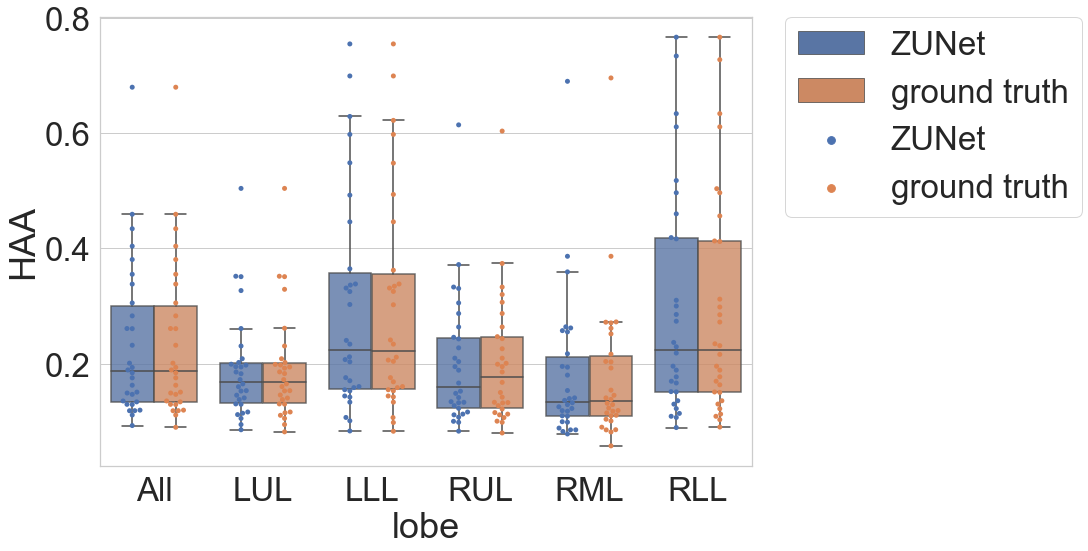 0.8
0.6
0.4
0.2
HAA
All LUL LLL RUL RML RLL
lobe
ZUNet
ground truth
ZUNet
ground truth